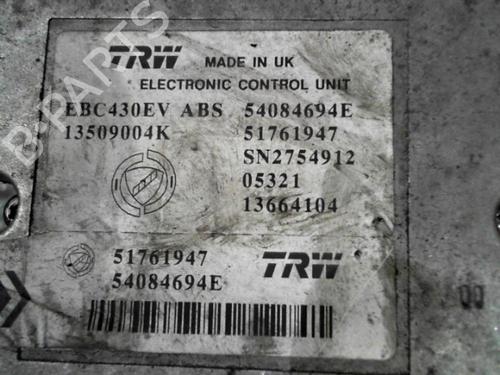 TRW MADE IN UK
ELECTRONIC CONTROL UNIT
EBC430EV ABS 54084694E
13509004K 51761947
SN2754912
05321
13664104
51761947
54084694E
TRW
B-PARTS